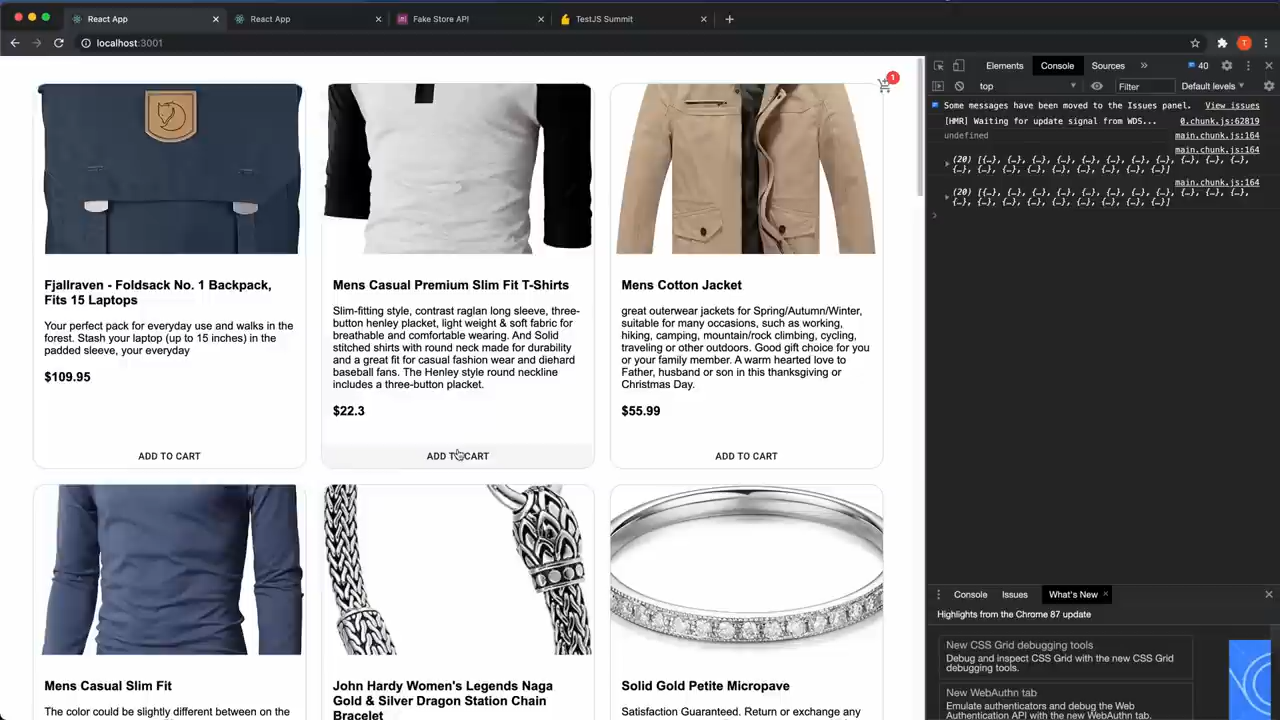 React App
React App
Fake Store API
TestJS Summit
localhost:3001
T
1
Fjallraven - Foldsack No. 1 Backpack,
Fits 15 Laptops
Your perfect pack for everyday use and walks in the
forest. Stash your laptop (up to 15 inches) in the
padded sleeve, your everyday
$109.95
ADD TO CART
Mens Casual Premium Slim Fit T-Shirts
Slim-fitting style, contrast raglan long sleeve, three-
button henley placket, light weight & soft fabric for
breathable and comfortable wearing. And Solid
stitched shirts with round neck made for durability
and a great fit for casual fashion wear and diehard
baseball fans. The Henley style round neckline
includes a three-button placket.
$22.3
ADD TO CART
Mens Cotton Jacket
great outerwear jackets for Spring/Autumn/Winter,
suitable for many occasions, such as working,
hiking, camping, mountain/rock climbing, cycling,
traveling or other outdoors. Good gift choice for you
or your family member. A warm hearted love to
Father, husband or son in this thanksgiving or
Christmas Day.
$55.99
ADD TO CART
Mens Casual Slim Fit
The color could be slightly different between on the
John Hardy Women's Legends Naga
Gold & Silver Dragon Station Chain
Bracelet
Solid Gold Petite Micropave
Satisfaction Guaranteed. Return or exchange any
Elements Console Sources » 40
top Filter Default levels
Some messages have been moved to the Issues panel. View issues
[HMR] Waiting for update signal from WDS... 0.chunk.js:62819
undefined main.chunk.js:164
main.chunk.js:164
(20) [{…}, {…}, {…}, {…}, {…}, {…}, {…}, {…}, {…}, {…},
{…}, {…}, {…}, {…}, {…}, {…}, {…}, {…}, {…}, {…}]
main.chunk.js:164
(20) [{…}, {…}, {…}, {…}, {…}, {…}, {…}, {…}, {…}, {…},
{…}, {…}, {…}, {…}, {…}, {…}, {…}, {…}, {…}, {…}]
Console Issues What's New
Highlights from the Chrome 87 update
New CSS Grid debugging tools
Debug and inspect CSS Grid with the new CSS Grid
debugging tools.
New WebAuthn tab
Emulate authenticators and debug the Web
Authentication API with the new WebAuthn tab.